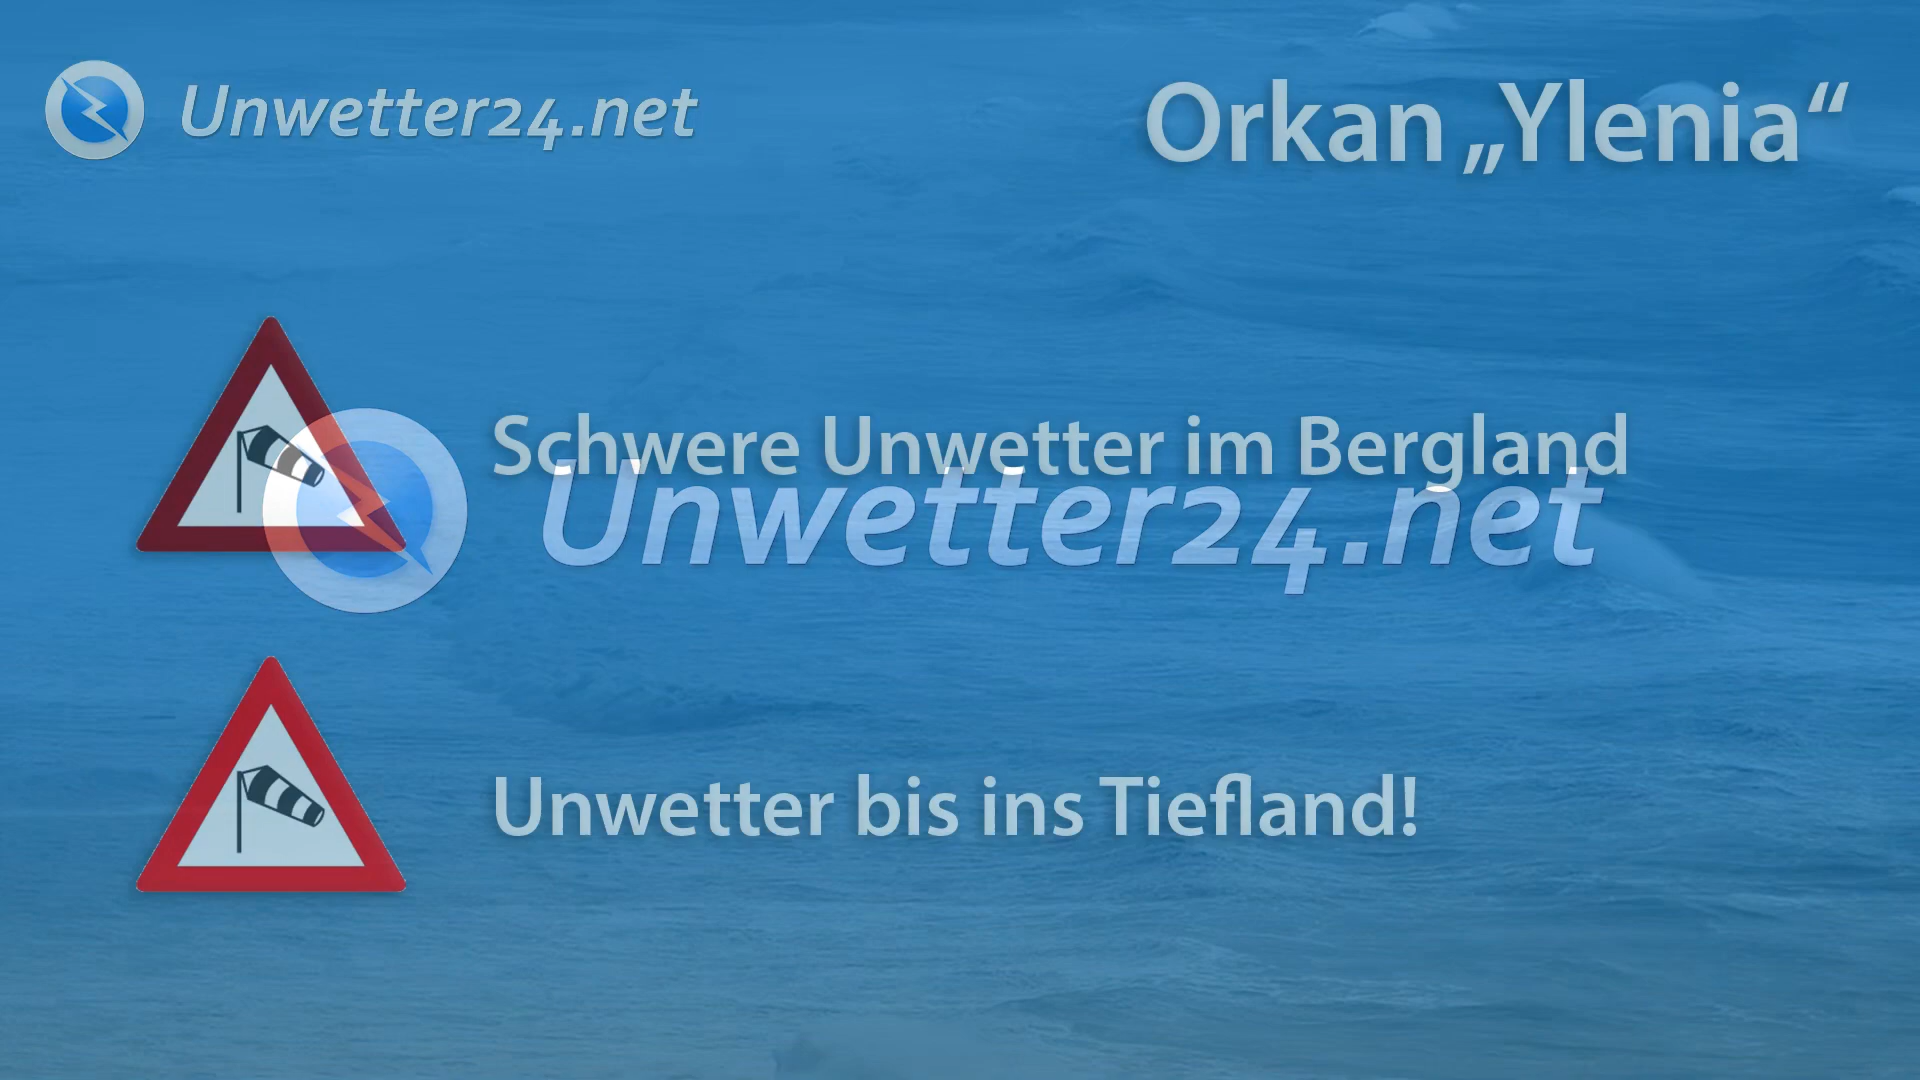 Unwetter24.net
Orkan „Ylenia“
Schwere Unwetter im Bergland
Unwetter24.net
Unwetter bis ins Tiefland!